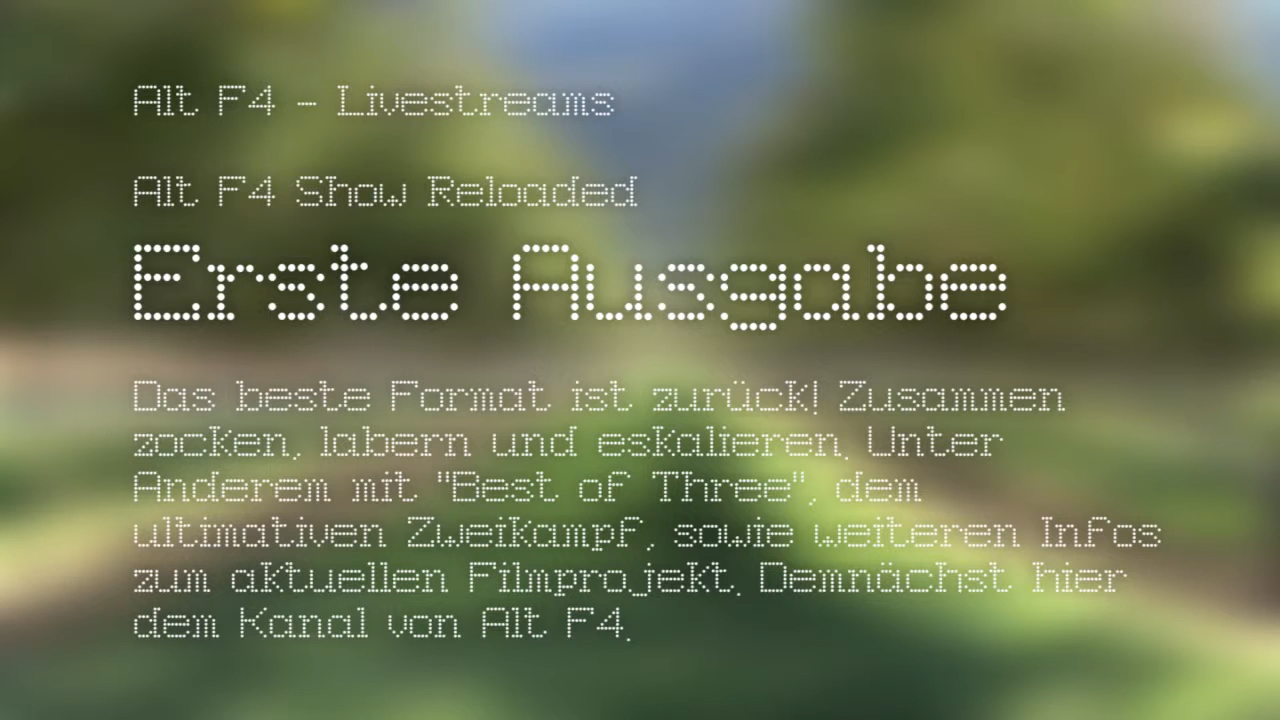 Alt F4 - Livestreams
Alt F4 Show Reloaded
Erste Ausgabe
Das beste Format ist zurück! Zusammen
zocken, labern und eskalieren. Unter
Anderem mit "Best of Three", dem
ultimativen Zweikampf, sowie weiteren Infos
zum aktuellen Filmprojekt. Demnächst hier
dem Kanal von Alt F4.